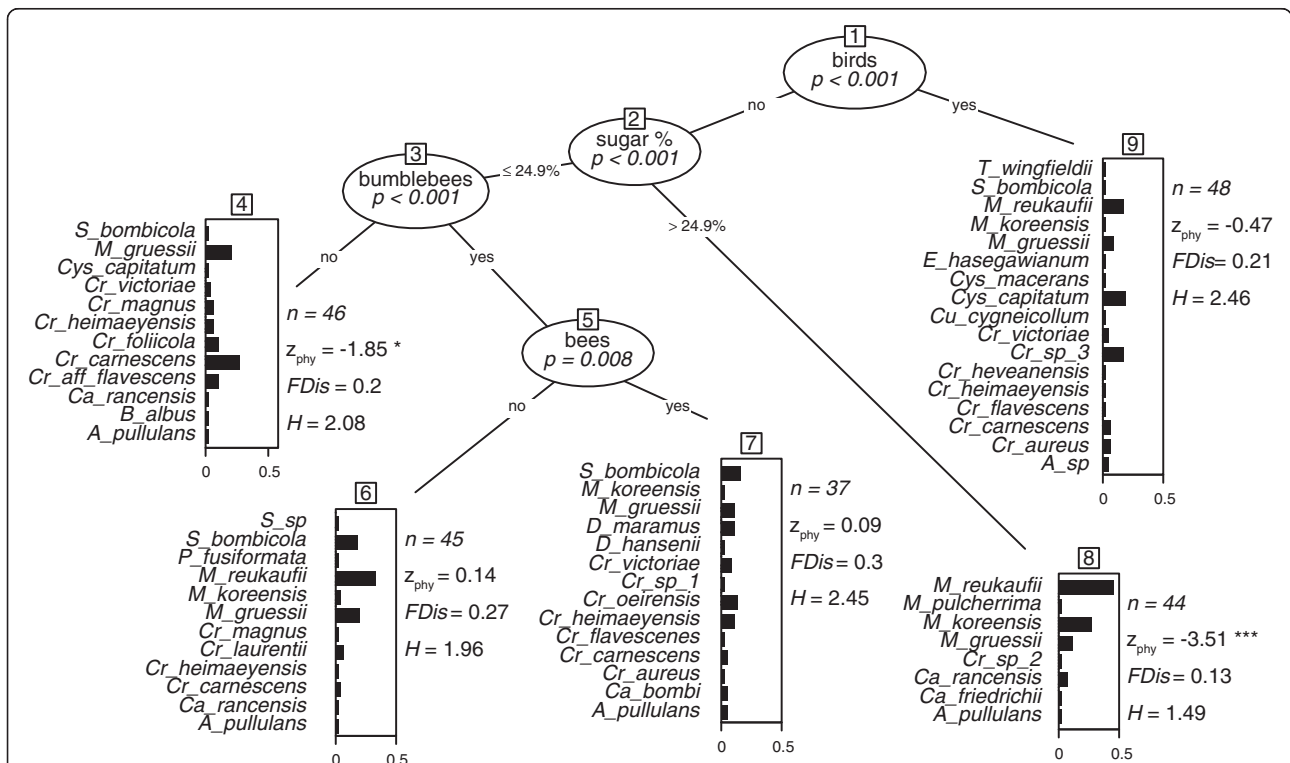 1
birds
p < 0.001
no
yes
2
sugar %
p < 0.001
≤ 24.9%
> 24.9%
3
bumblebees
p < 0.001
no
yes
4
S_bombicola
M_gruessii
Cys_capitatum
Cr_victoriae
Cr_magnus
Cr_heimaeyensis
Cr_foliicola
Cr_carnescens
Cr_aff_flavescens
Ca_rancensis
B_albus
A_pullulans
0 0.5
n = 46
zphy = -1.85 *
FDis = 0.2
H = 2.08
5
bees
p = 0.008
no
yes
6
S_sp
S_bombicola
P_fusiformata
M_reukaufii
M_koreensis
M_gruessii
Cr_magnus
Cr_laurentii
Cr_heimaeyensis
Cr_carnescens
Ca_rancensis
A_pullulans
0 0.5
n = 45
zphy = 0.14
FDis = 0.27
H = 1.96
7
S_bombicola
M_koreensis
M_gruessii
D_maramus
D_hansenii
Cr_victoriae
Cr_sp_1
Cr_oeirensis
Cr_heimaeyensis
Cr_flavescenes
Cr_carnescens
Cr_aureus
Ca_bombi
A_pullulans
0 0.5
n = 37
zphy = 0.09
FDis = 0.3
H = 2.45
8
M_reukaufii
M_pulcherrima
M_koreensis
M_gruessii
Cr_sp_2
Ca_rancensis
Ca_friedrichii
A_pullulans
0 0.5
n = 44
zphy = -3.51 ***
FDis = 0.13
H = 1.49
9
T_wingfieldii
S_bombicola
M_reukaufii
M_koreensis
M_gruessii
E_hasegawianum
Cys_macerans
Cys_capitatum
Cu_cygneicollum
Cr_victoriae
Cr_sp_3
Cr_heveanensis
Cr_heimaeyensis
Cr_flavescens
Cr_carnescens
Cr_aureus
A_sp
0 0.5
n = 48
zphy = -0.47
FDis= 0.21
H = 2.46